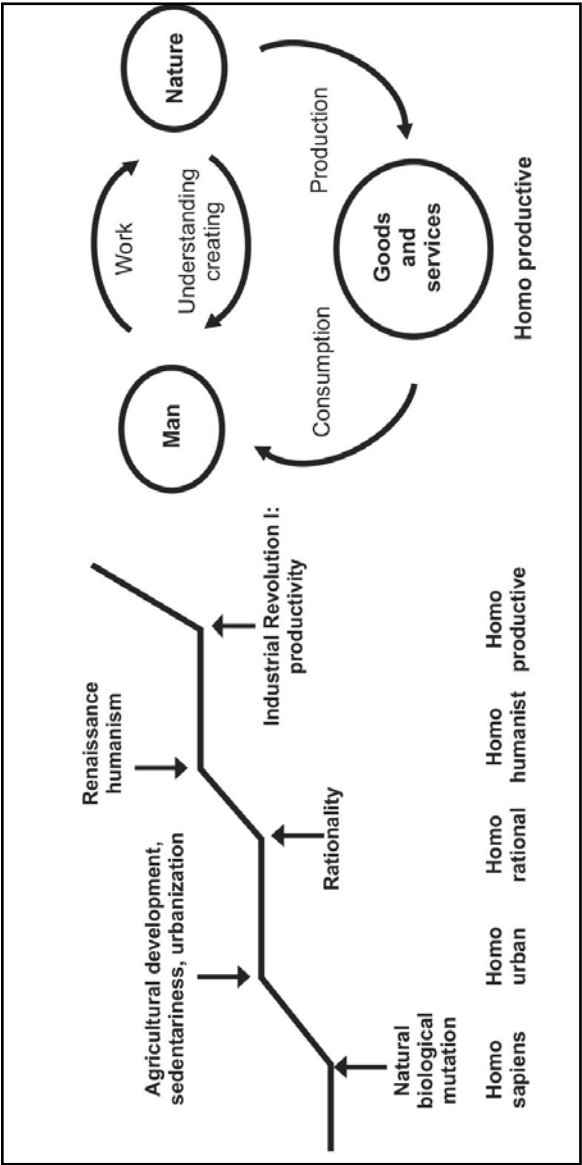 Agricultural development,
sedentariness, urbanization
Renaissance
humanism
Natural
biological
mutation
Rationality
Industrial Revolution I:
productivity
Homo
sapiens
Homo
urban
Homo
rational
Homo
humanist
Homo
productive
Man
Work
Understanding
creating
Nature
Consumption
Production
Goods
and
services
Homo productive